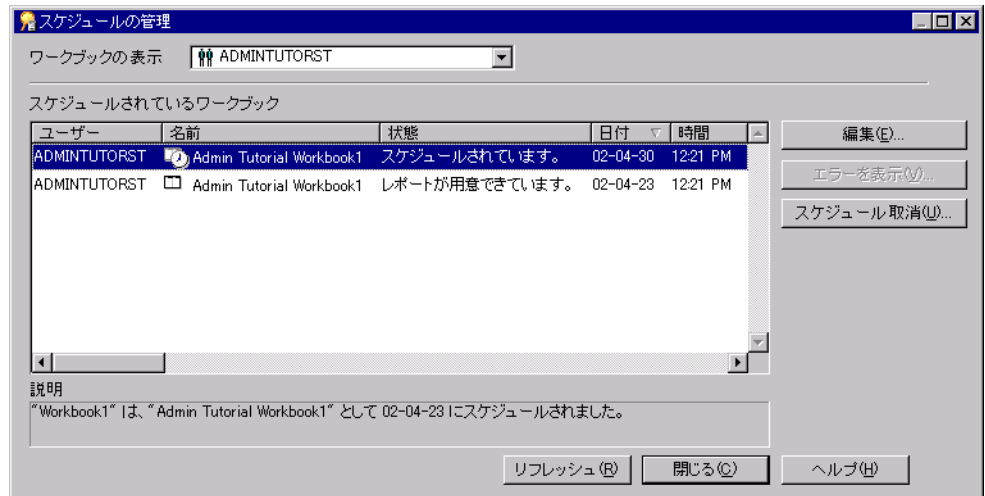 スケジュールの管理
ワークブックの表示 ADMINTUTORST
スケジュールされているワークブック
ユーザー 名前 状態 日付 時間
ADMINTUTORST Admin Tutorial Workbook1 スケジュールされています。 02-04-30 12:21 PM
ADMINTUTORST Admin Tutorial Workbook1 レポートが用意できています。 02-04-23 12:21 PM
編集(E)...
エラーを表示(V)...
スケジュール取消(U)...
説明
"Workbook1" は、"Admin Tutorial Workbook1" として 02-04-23 にスケジュールされました。
リフレッシュ(R) 閉じる(C) ヘルプ(H)